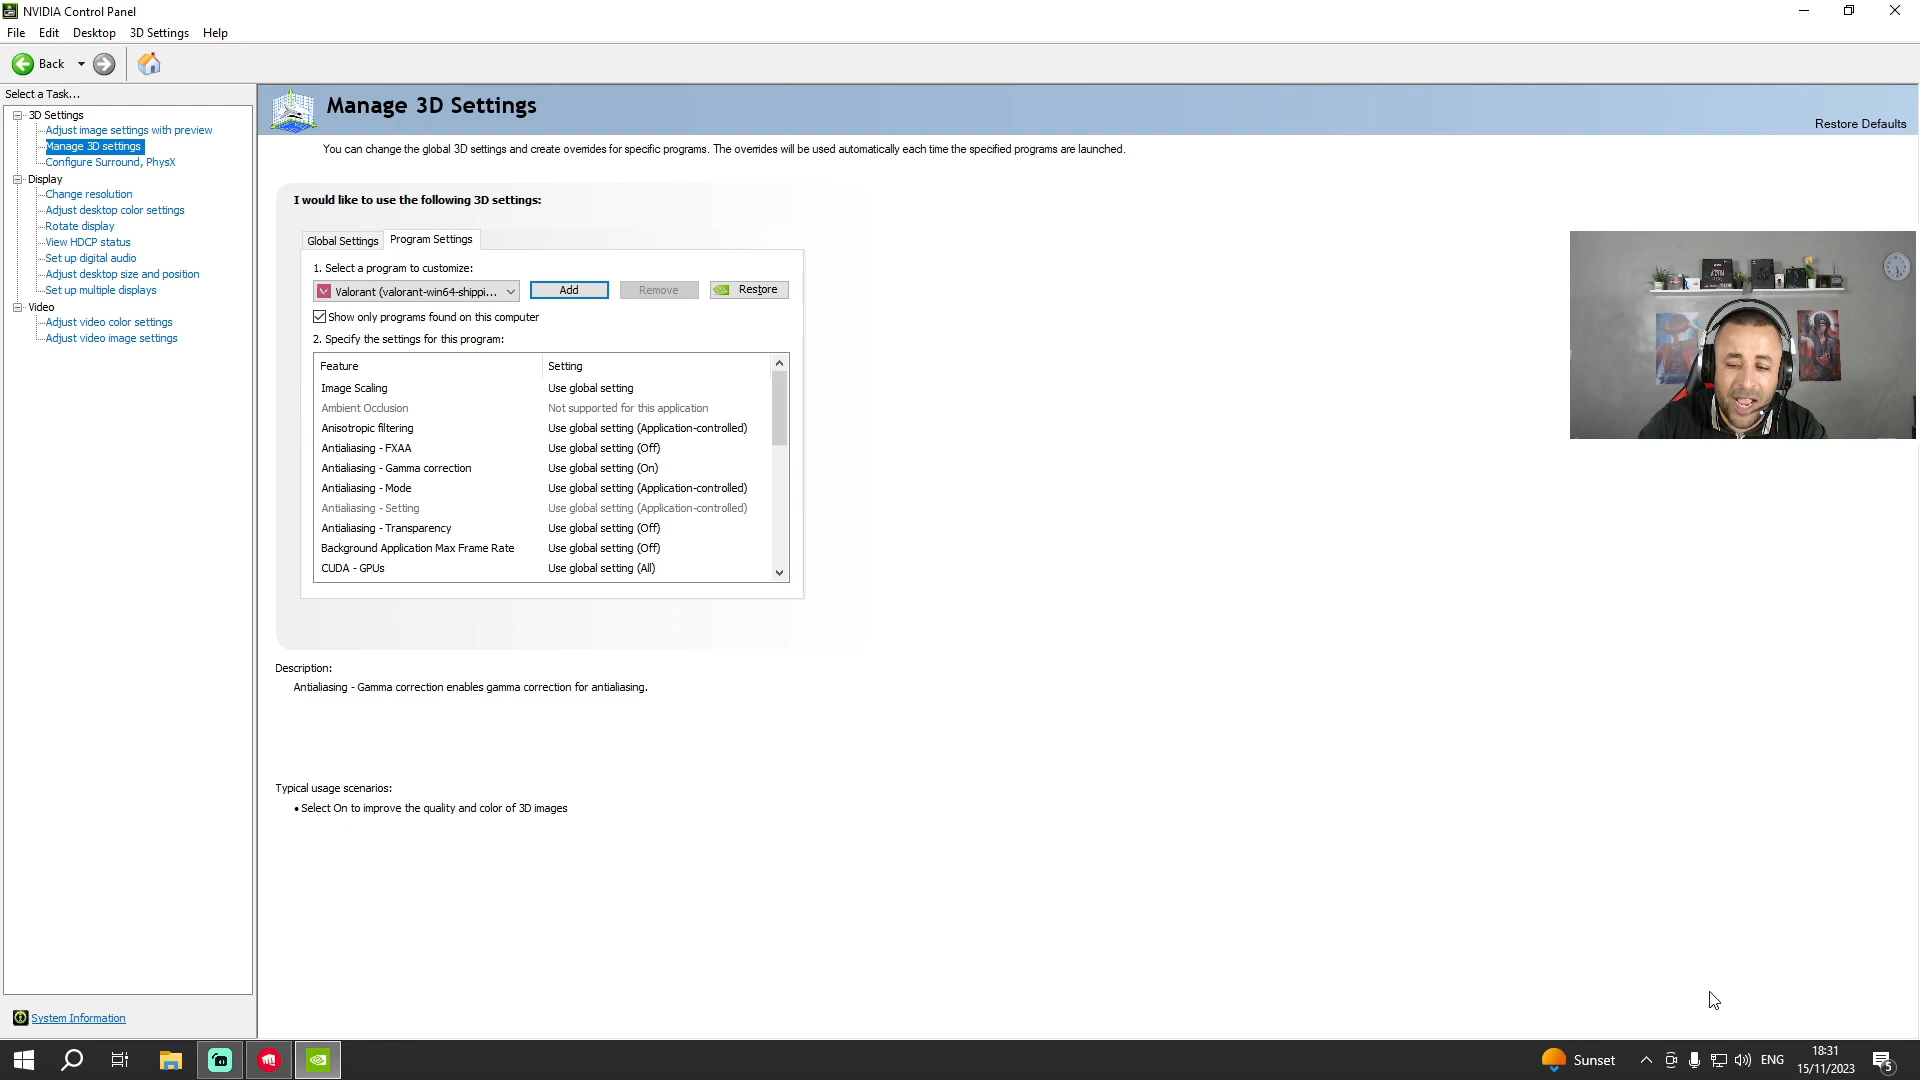 NVIDIA Control Panel
File Edit Desktop 3D Settings Help
Back
Select a Task...
3D Settings
Adjust image settings with preview
Manage 3D settings
Configure Surround, PhysX
Display
Change resolution
Adjust desktop color settings
Rotate display
View HDCP status
Set up digital audio
Adjust desktop size and position
Set up multiple displays
Video
Adjust video color settings
Adjust video image settings
System Information
Manage 3D Settings
Restore Defaults
You can change the global 3D settings and create overrides for specific programs. The overrides will be used automatically each time the specified programs are launched.
I would like to use the following 3D settings:
Global Settings Program Settings
1. Select a program to customize:
Valorant (valorant-win64-shippi... Add Remove Restore
Show only programs found on this computer
2. Specify the settings for this program:
Feature Setting
Image Scaling Use global setting
Ambient Occlusion Not supported for this application
Anisotropic filtering Use global setting (Application-controlled)
Antialiasing - FXAA Use global setting (Off)
Antialiasing - Gamma correction Use global setting (On)
Antialiasing - Mode Use global setting (Application-controlled)
Antialiasing - Setting Use global setting (Application-controlled)
Antialiasing - Transparency Use global setting (Off)
Background Application Max Frame Rate Use global setting (Off)
CUDA - GPUs Use global setting (All)
Description:
Antialiasing - Gamma correction enables gamma correction for antialiasing.
Typical usage scenarios:
• Select On to improve the quality and color of 3D images
Sunset ENG 18:31
15/11/2023 5